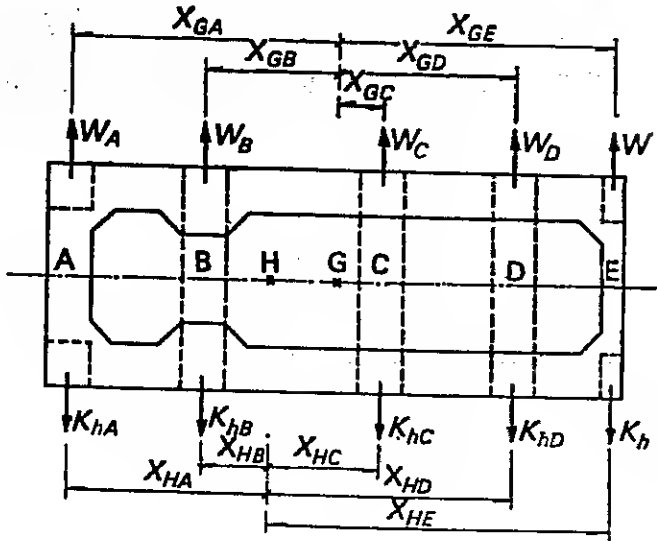 X_GA X_GE
X_GB X_GD
X_GC
W_A W_B W_C W_D W
A B H G C D E
K_hA K_hB K_hC K_hD K_h
X_HB X_HC
X_HA X_HD
X_HE